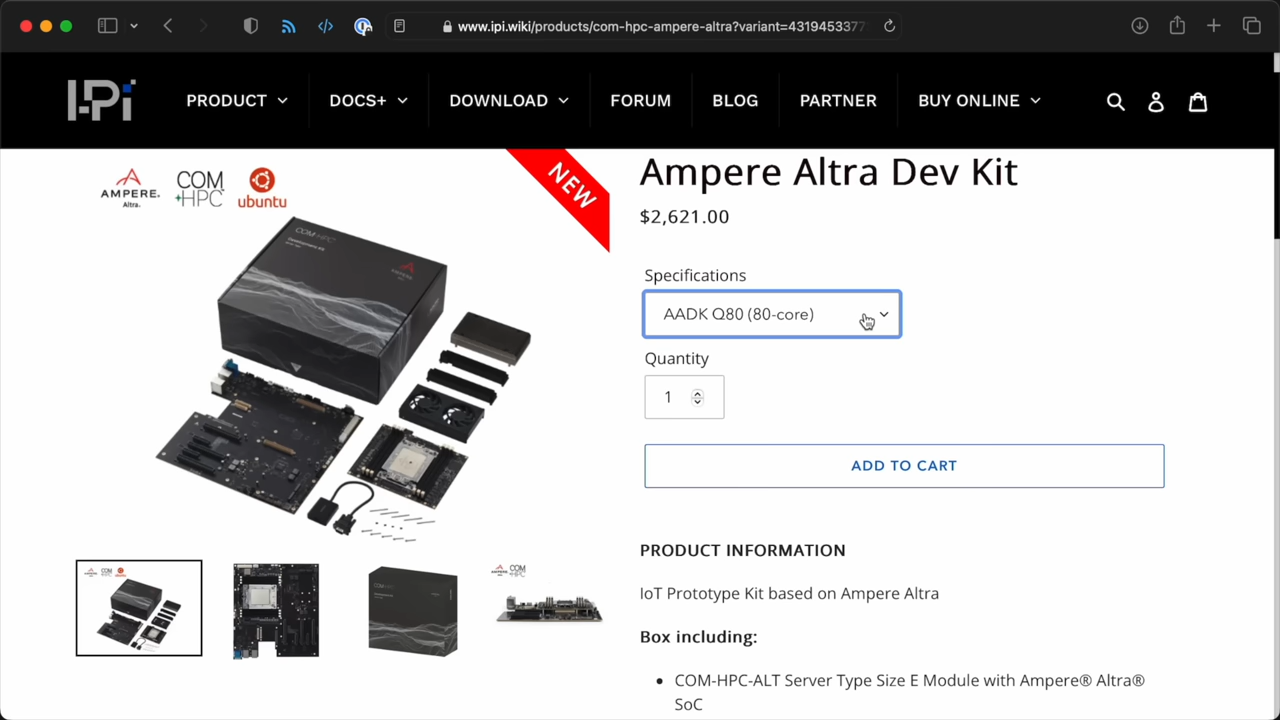 www.ipi.wiki/products/com-hpc-ampere-altra?variant=431945377
I-Pi
PRODUCT
DOCS+
DOWNLOAD
FORUM
BLOG
PARTNER
BUY ONLINE
AMPERE.
Altra.
COM
HPC
ubuntu
NEW
COM-HPC
Ampere Altra Dev Kit
$2,621.00
Specifications
AADK Q80 (80-core)
Quantity
1
ADD TO CART
PRODUCT INFORMATION
IoT Prototype Kit based on Ampere Altra
Box including:
• COM-HPC-ALT Server Type Size E Module with Ampere® Altra®
SoC